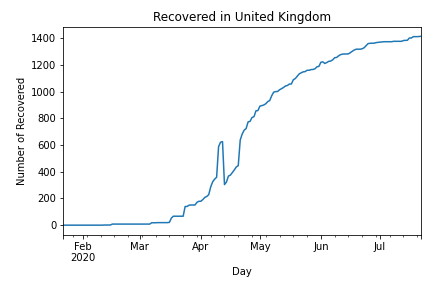 Recovered in United Kingdom
Number of Recovered
1400
1200
1000
800
600
400
200
0
Feb Mar Apr May Jun Jul
2020
Day